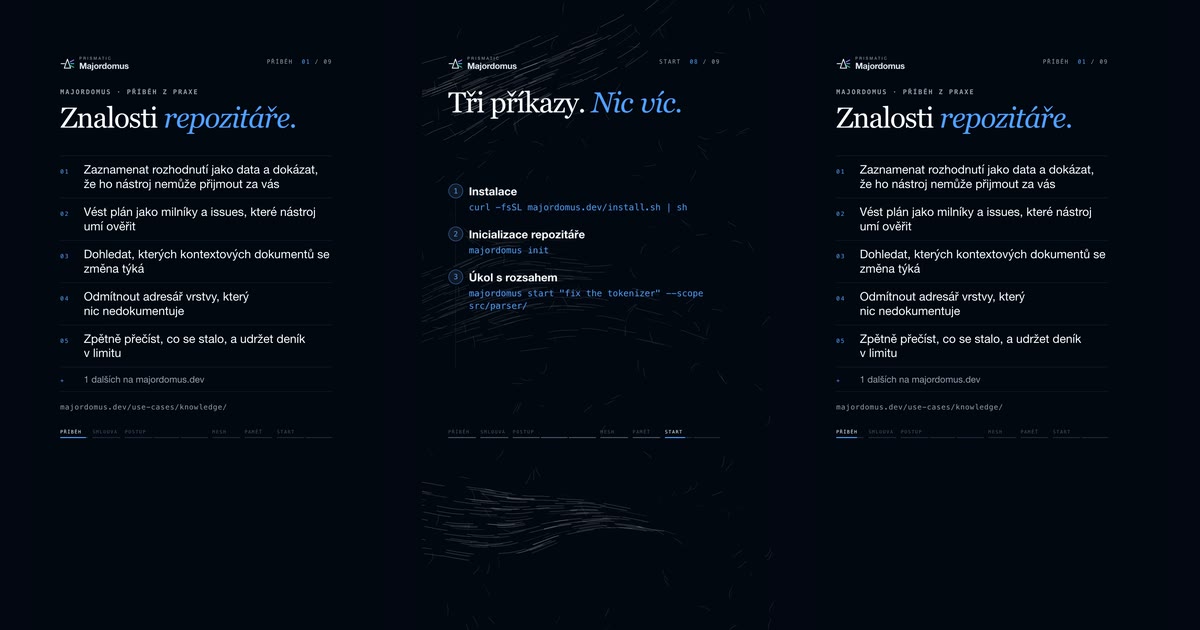 PRISMATIC
Majordomus
PŘÍBĚH 01 / 09
MAJORDOMUS · PŘÍBĚH Z PRAXE
Znalosti repozitáře.
01 Zaznamenat rozhodnutí jako data a dokázat,
že ho nástroj nemůže přijmout za vás
02 Vést plán jako milníky a issues, které nástroj
umí ověřit
03 Dohledat, kterých kontextových dokumentů se
změna týká
04 Odmítnout adresář vrstvy, který
nic nedokumentuje
05 Zpětně přečíst, co se stalo, a udržet deník
v limitu
+ 1 dalších na majordomus.dev
majordomus.dev/use-cases/knowledge/
PŘÍBĚH SMLOUVA POSTUP MESH PAMĚŤ START
PRISMATIC
Majordomus
START 08 / 09
Tři příkazy. Nic víc.
1 Instalace
curl -fsSL majordomus.dev/install.sh | sh
2 Inicializace repozitáře
majordomus init
3 Úkol s rozsahem
majordomus start "fix the tokenizer" --scope
src/parser/
PŘÍBĚH SMLOUVA POSTUP MESH PAMĚŤ START
PRISMATIC
Majordomus
PŘÍBĚH 01 / 09
MAJORDOMUS · PŘÍBĚH Z PRAXE
Znalosti repozitáře.
01 Zaznamenat rozhodnutí jako data a dokázat,
že ho nástroj nemůže přijmout za vás
02 Vést plán jako milníky a issues, které nástroj
umí ověřit
03 Dohledat, kterých kontextových dokumentů se
změna týká
04 Odmítnout adresář vrstvy, který
nic nedokumentuje
05 Zpětně přečíst, co se stalo, a udržet deník
v limitu
+ 1 dalších na majordomus.dev
majordomus.dev/use-cases/knowledge/
PŘÍBĚH SMLOUVA POSTUP MESH PAMĚŤ START